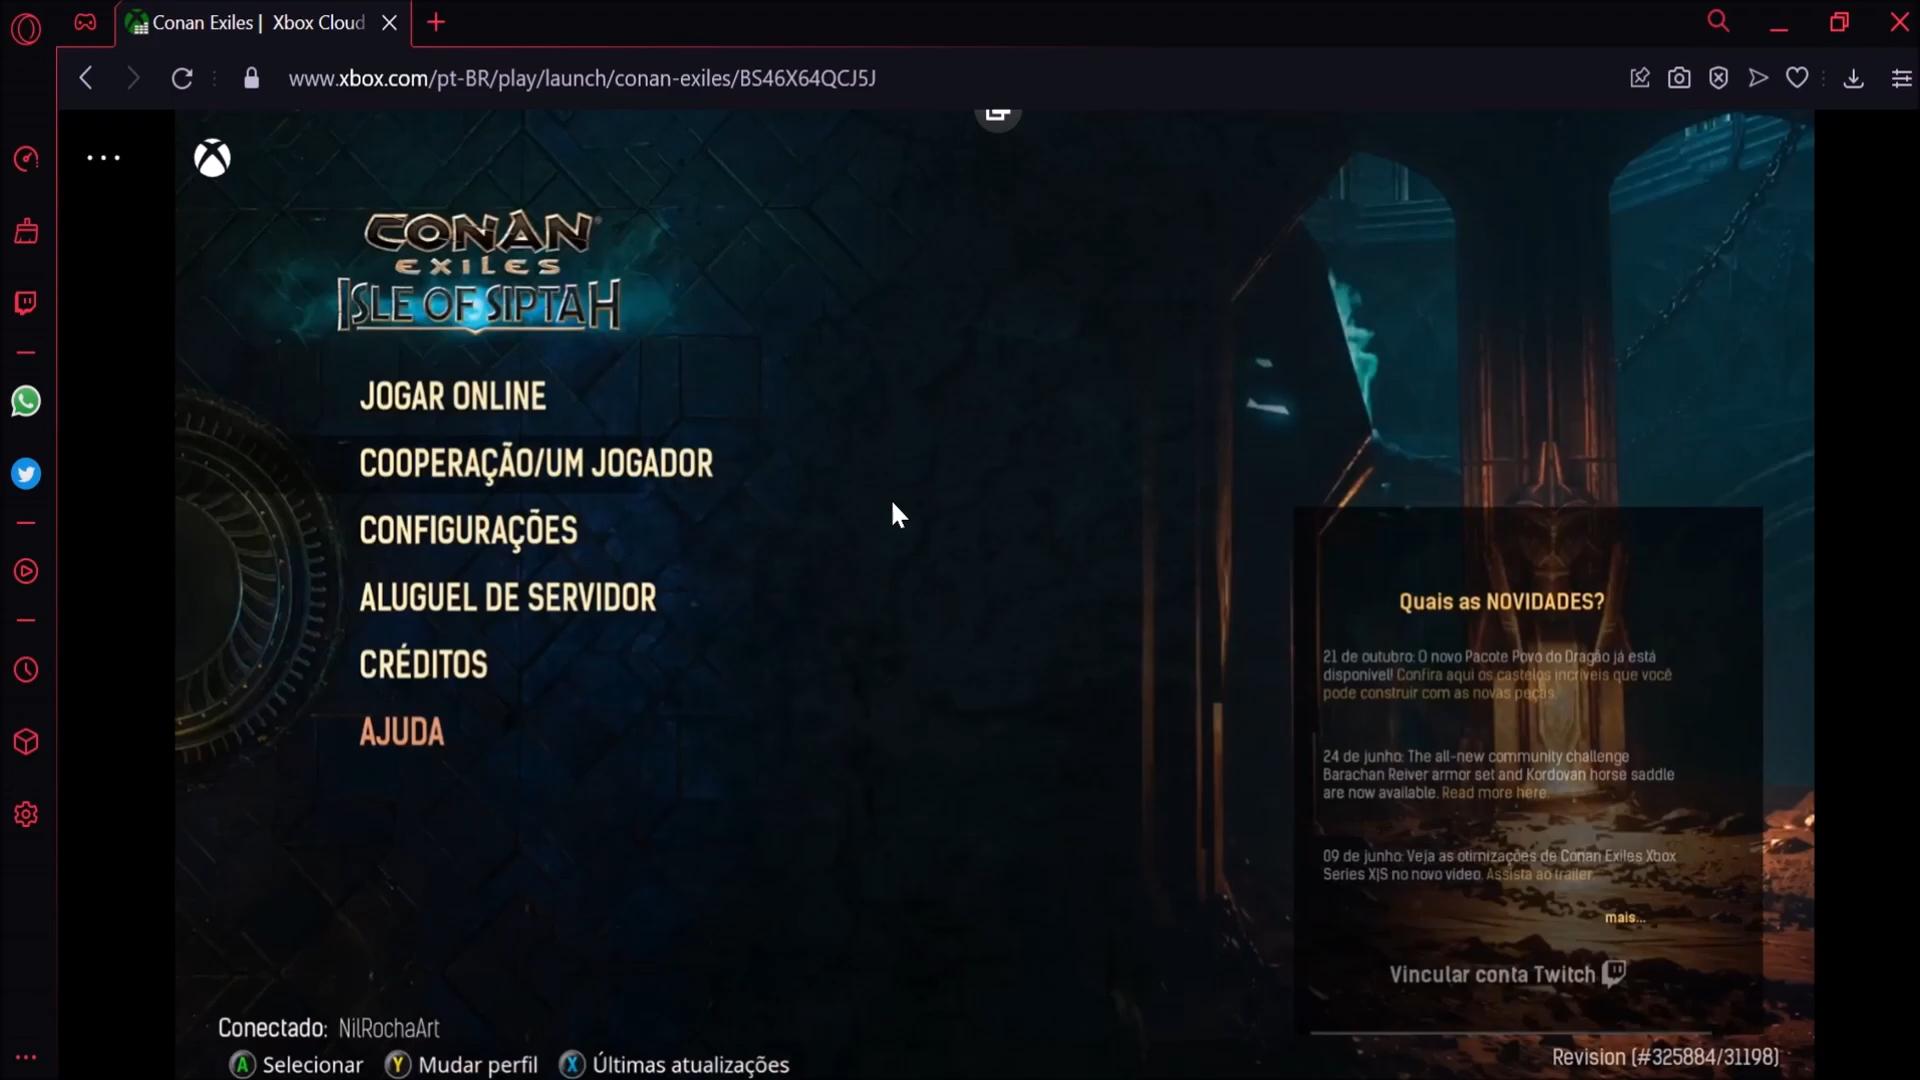 Conan Exiles | Xbox Cloud
www.xbox.com/pt-BR/play/launch/conan-exiles/BS46X64QCJ5J
CONAN
EXILES
ISLE OF SIPTAH
JOGAR ONLINE
COOPERAÇÃO/UM JOGADOR
CONFIGURAÇÕES
ALUGUEL DE SERVIDOR
CRÉDITOS
AJUDA
Quais as NOVIDADES?
21 de outubro: O novo Pacote Povo do Dragão já está
disponível! Confira aqui os castelos incríveis que você
pode construir com as novas peças.
24 de junho: The all-new community challenge
Barachan Reiver armor set and Kordovan horse saddle
are now available. Read more here.
09 de junho: Veja as otimizações de Conan Exiles Xbox
Series X|S no novo vídeo. Assista ao trailer.
mais...
Vincular conta Twitch
Conectado: NilRochaArt
A Selecionar Y Mudar perfil X Últimas atualizações
Revision (#325884/31198)